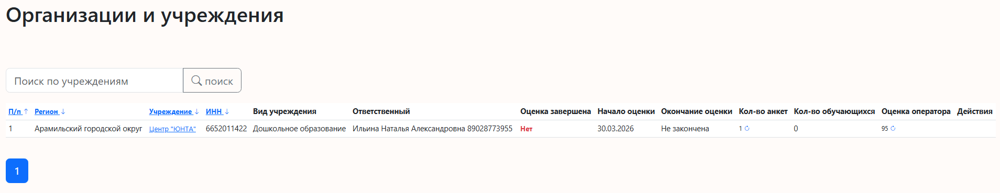 Организации и учреждения
Поиск по учреждениям поиск
П/п ↑ Регион ↓ Учреждение ↓ ИНН ↓ Вид учреждения Ответственный Оценка завершена Начало оценки Окончание оценки Кол-во анкет Кол-во обучающихся Оценка оператора Действия
1 Арамильский городской округ Центр "ЮНТА" 6652011422 Дошкольное образование Ильина Наталья Александровна 89028773955 Нет 30.03.2026 Не закончена 1 0 95
1